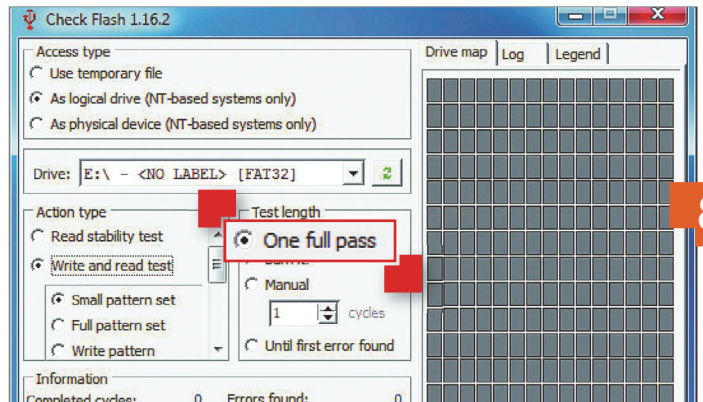 Check Flash 1.16.2
Access type
Use temporary file
As logical drive (NT-based systems only)
As physical device (NT-based systems only)
Drive: E:\ - <NO LABEL> [FAT32]
Action type
Read stability test
Write and read test
Small pattern set
Full pattern set
Write pattern
Test length
One full pass
Burn it!
Manual
1 cycles
Until first error found
Information
Completed cycles: 0 Errors found: 0
Drive map Log Legend